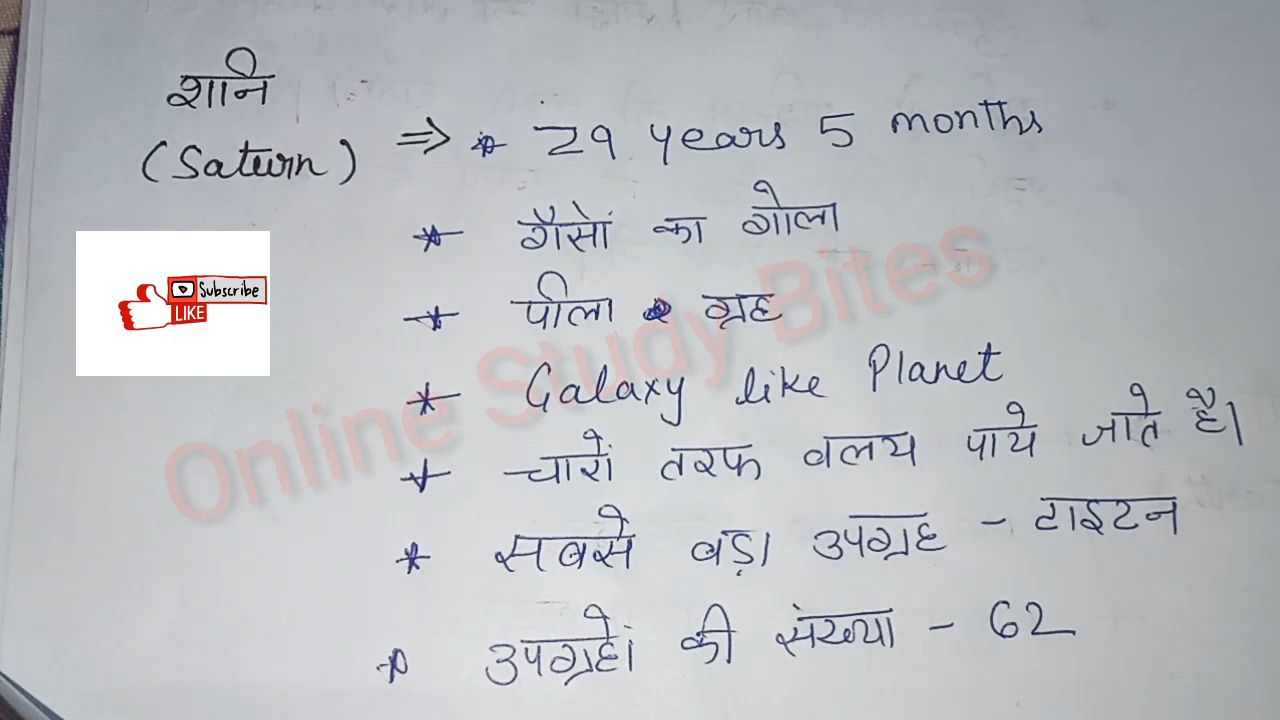 शनि
(Saturn) ⇒ * 29 years 5 months
* गैसों का गोला
Subscribe
LIKE
* पीला ग्रह
* Galaxy like Planet
* चारों तरफ वलय पाये जाते है।
* सबसे बड़ा उपग्रह - टाइटन
* उपग्रहों की संख्या - 62
Online Study Bites